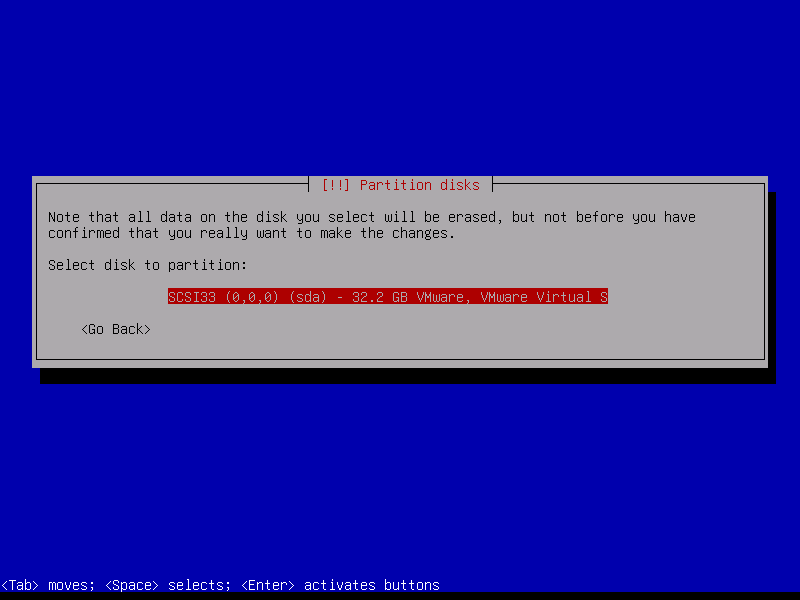 [!!] Partition disks
Note that all data on the disk you select will be erased, but not before you have
confirmed that you really want to make the changes.
Select disk to partition:
SCSI33 (0,0,0) (sda) - 32.2 GB VMware, VMware Virtual S
<Go Back>
<Tab> moves; <Space> selects; <Enter> activates buttons